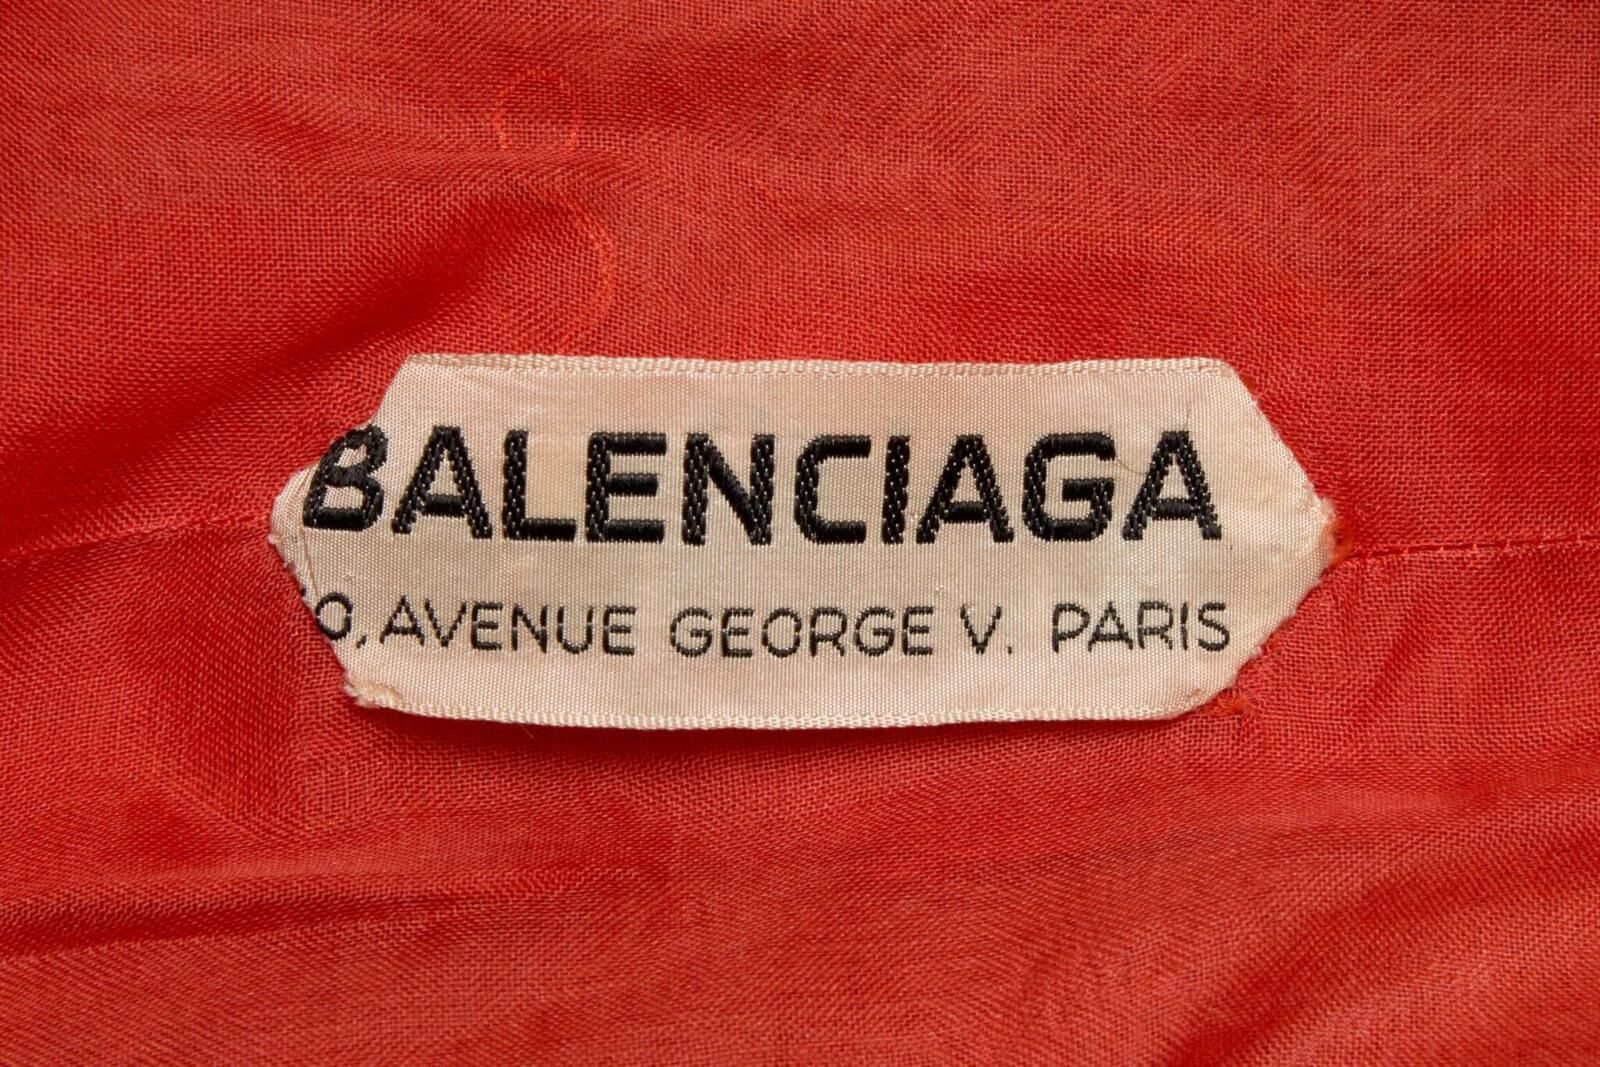 BALENCIAGA
0, AVENUE GEORGE V. PARIS